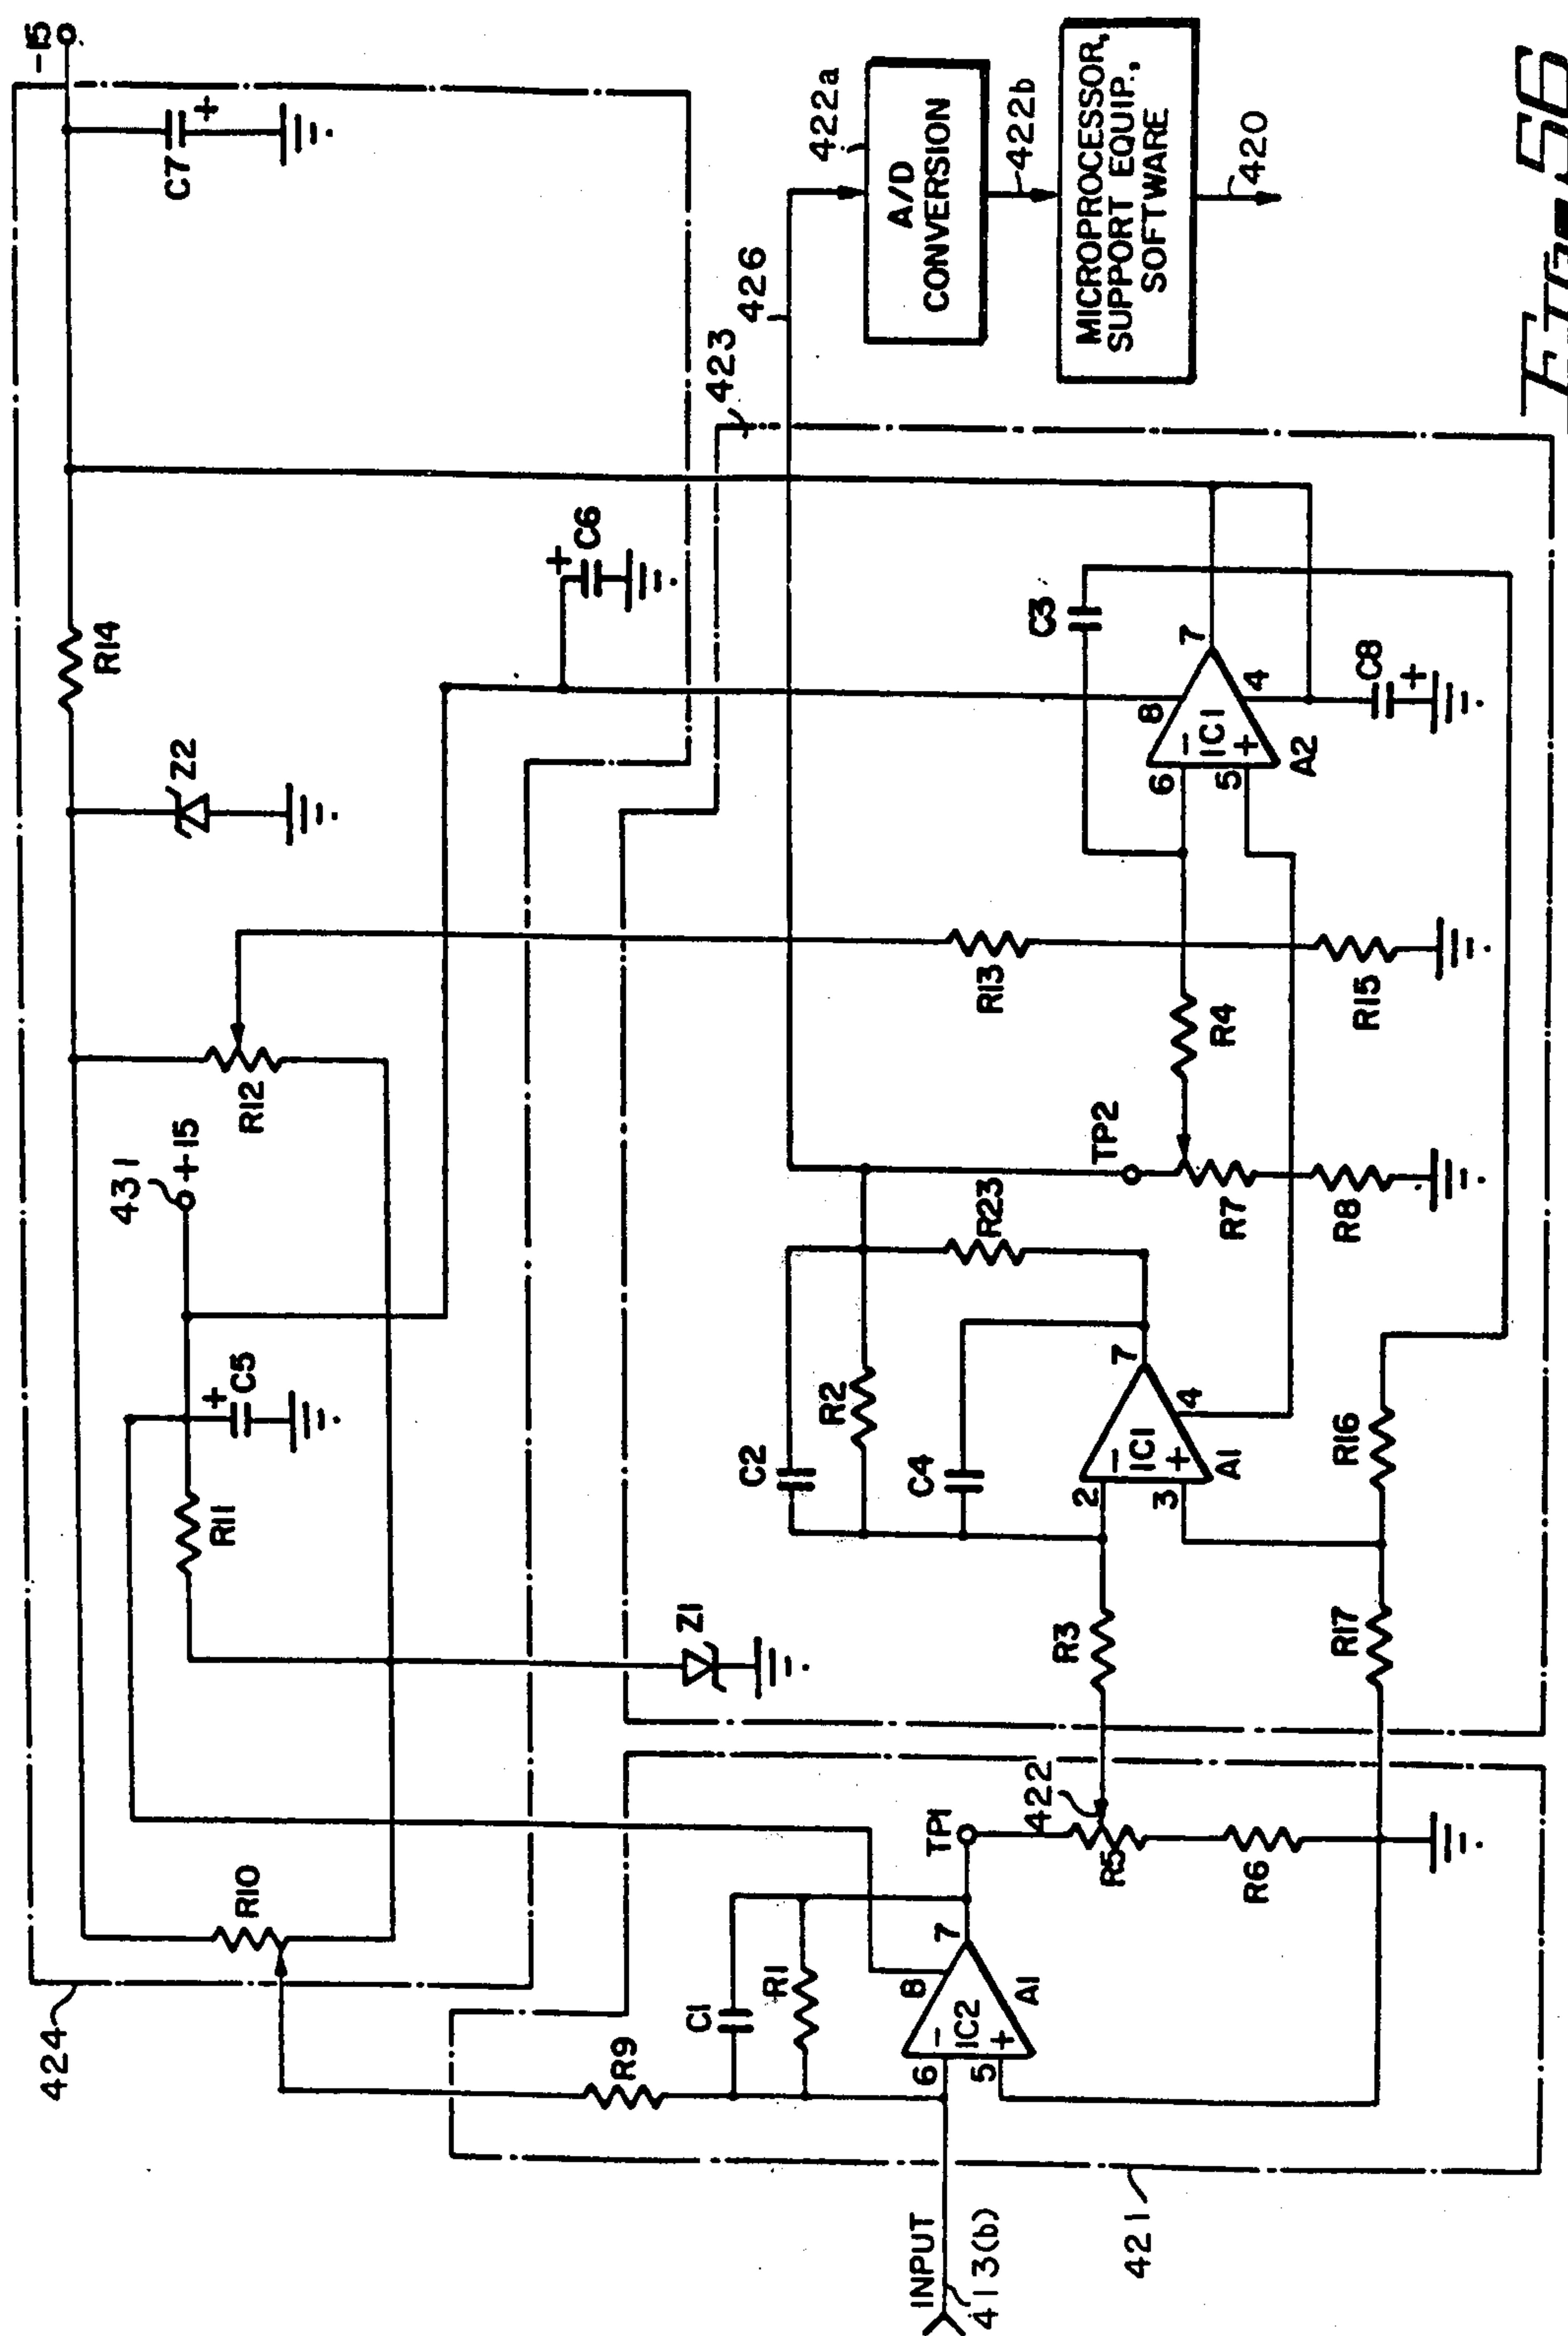 -15
C7
422a
A/D
CONVERSION
422b
MICROPROCESSOR,
SUPPORT EQUIP.,
SOFTWARE
420
426
423
R14
+
C6
Z2
C3
8
7
6
-
IC1
5
+
4
A2
C8
+
R12
431
+15
R13
R15
R4
TP2
R7
R8
R23
+
C5
R11
C2
R2
C4
2
-
IC1
3
+
7
4
A1
R16
Z1
R3
R17
R10
424
R9
C1
R1
8
7
6
-
IC2
5
+
A1
TP1
422
R5
R6
INPUT
413(b)
421
+
Fig. 56